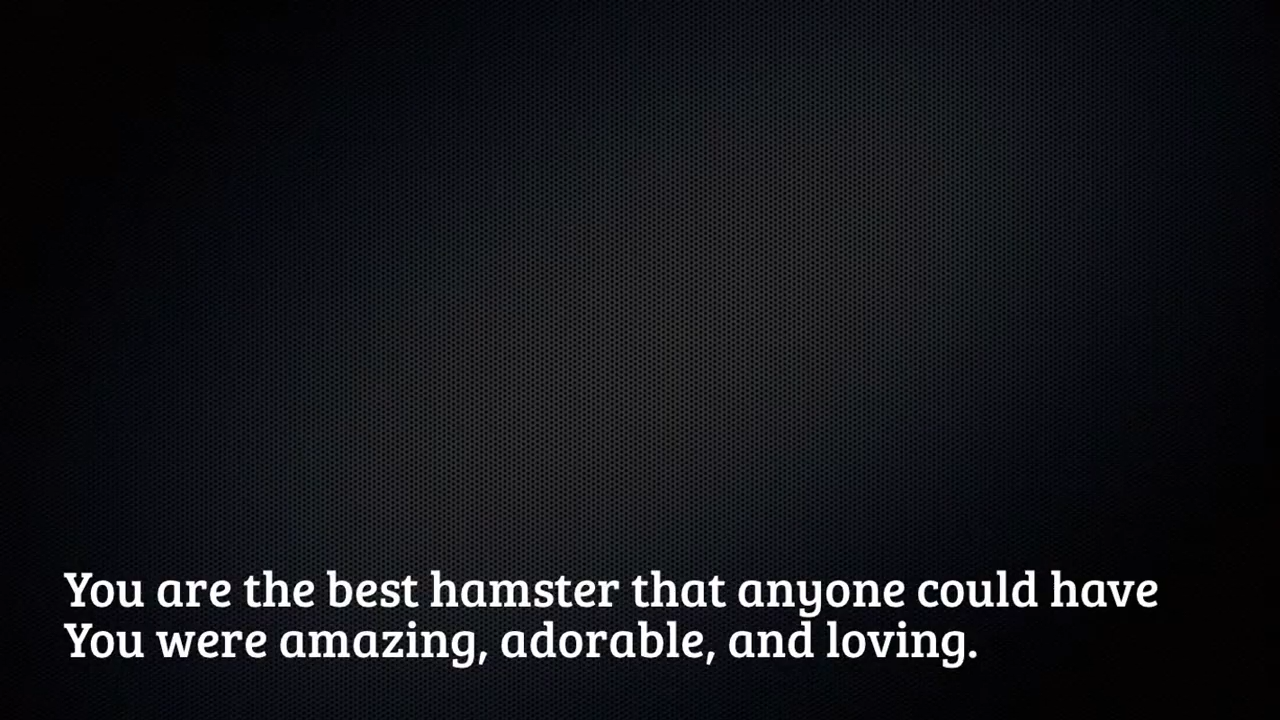 You are the best hamster that anyone could have
You were amazing, adorable, and loving.